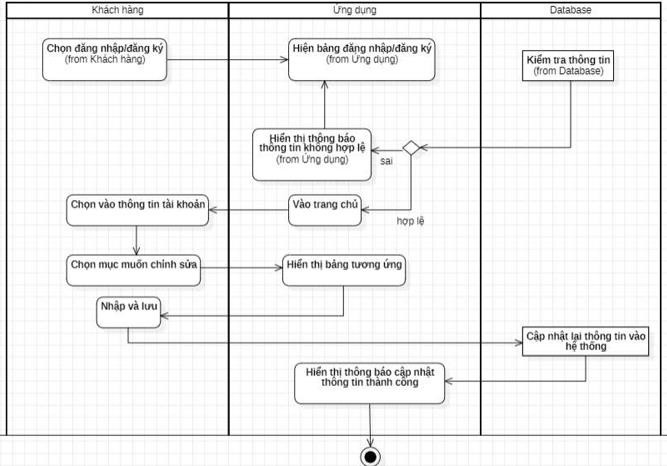 Khách hàng
Ứng dụng
Database
Chọn đăng nhập/đăng ký
(from Khách hàng)
Hiện bảng đăng nhập/đăng ký
(from Ứng dụng)
Kiểm tra thông tin
(from Database)
Hiển thị thông báo
thông tin không hợp lệ
(from Ứng dụng)
sai
Chọn vào thông tin tài khoản
Vào trang chủ
hợp lệ
Chọn mục muốn chỉnh sửa
Hiển thị bảng tương ứng
Nhập và lưu
Cập nhật lại thông tin vào
hệ thống
Hiển thị thông báo cập nhật
thông tin thành công